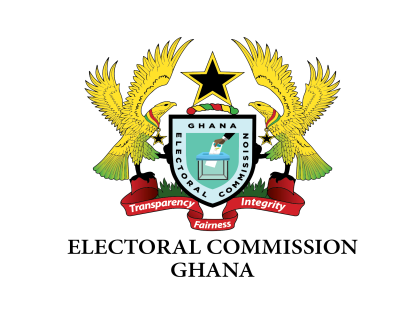 GHANA
ELECTORAL COMMISSION
Transparency
Fairness
Integrity
ELECTORAL COMMISSION
GHANA